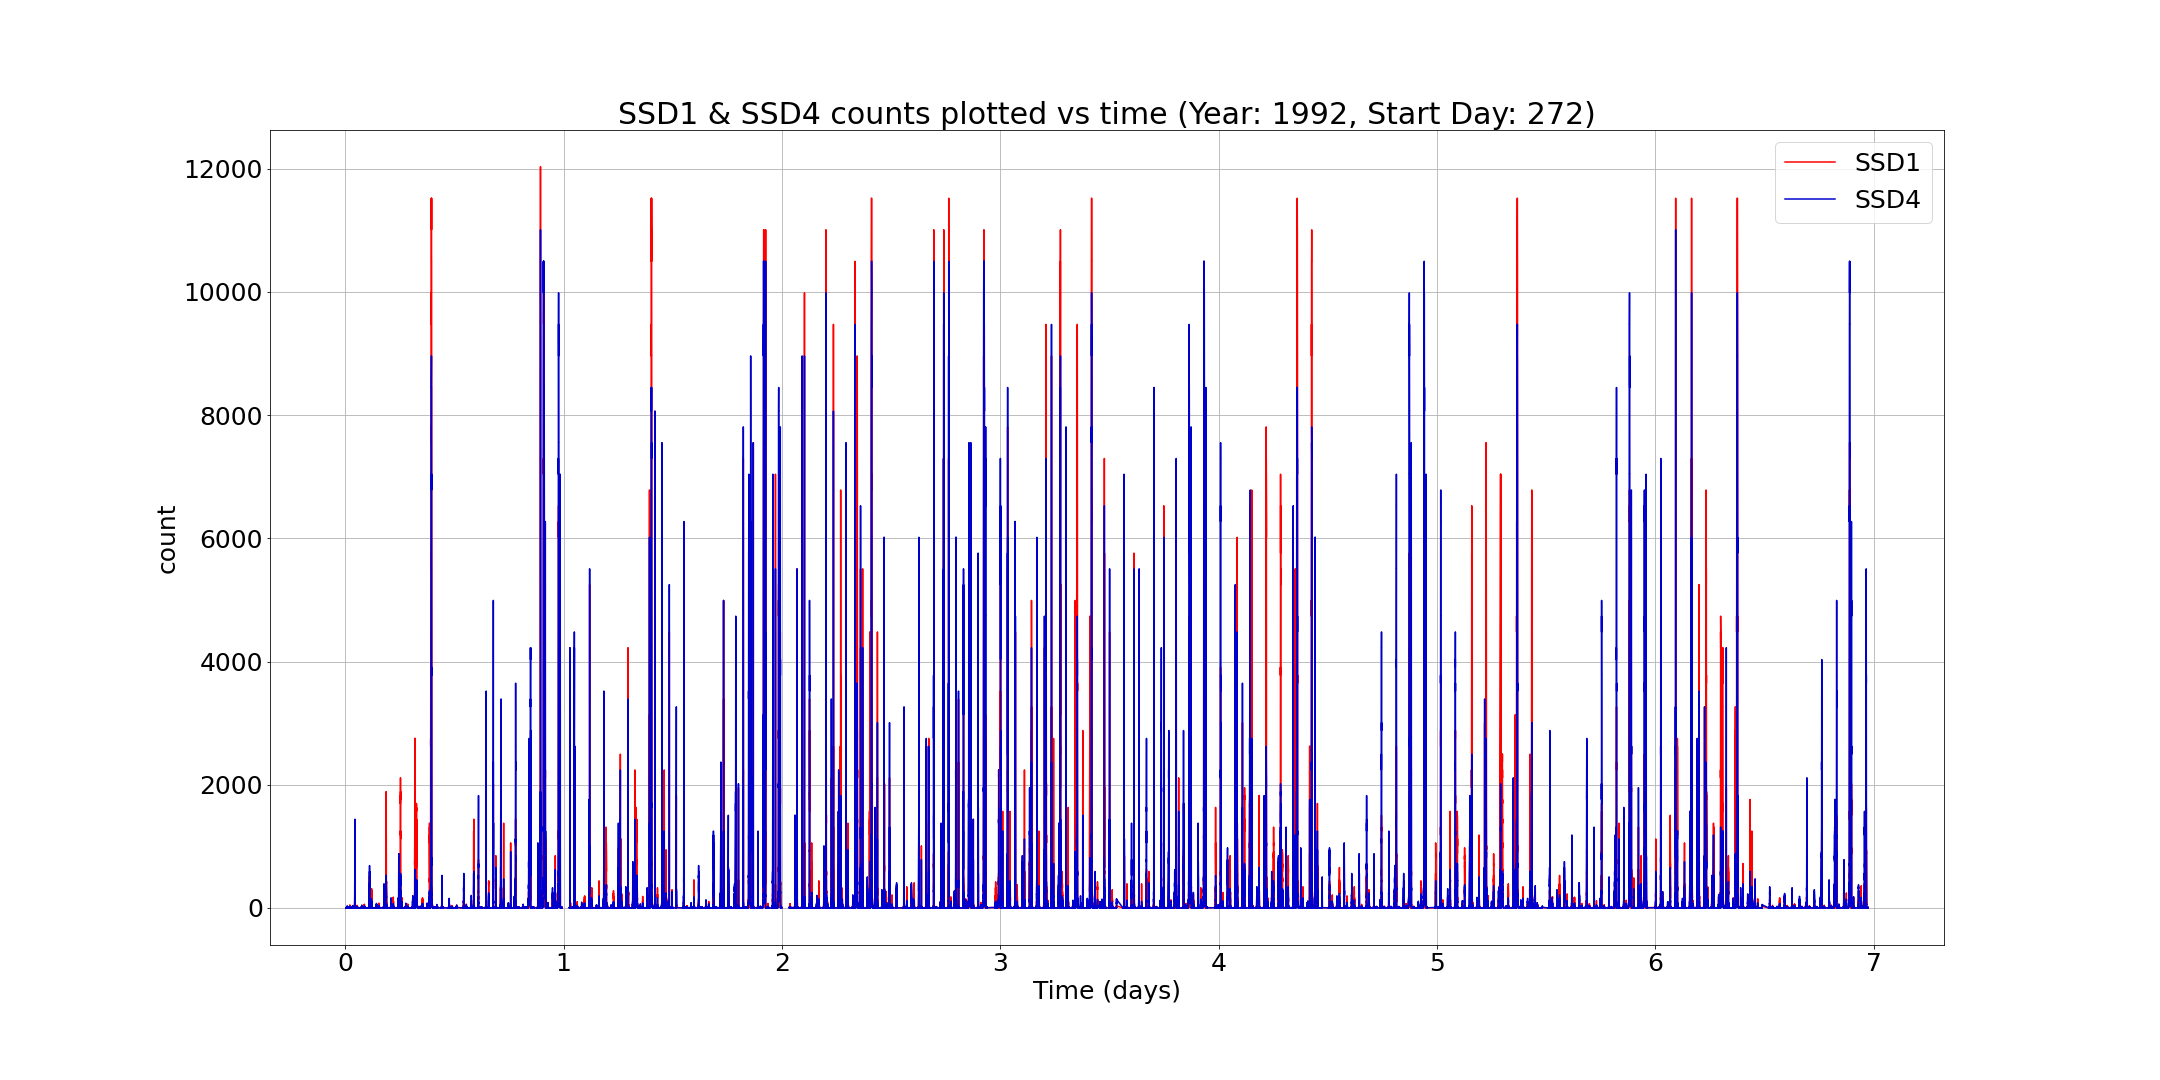 SSD1 & SSD4 counts plotted vs time (Year: 1992, Start Day: 272)
SSD1
SSD4
12000
10000
8000
6000
4000
2000
0
count
0 1 2 3 4 5 6 7
Time (days)